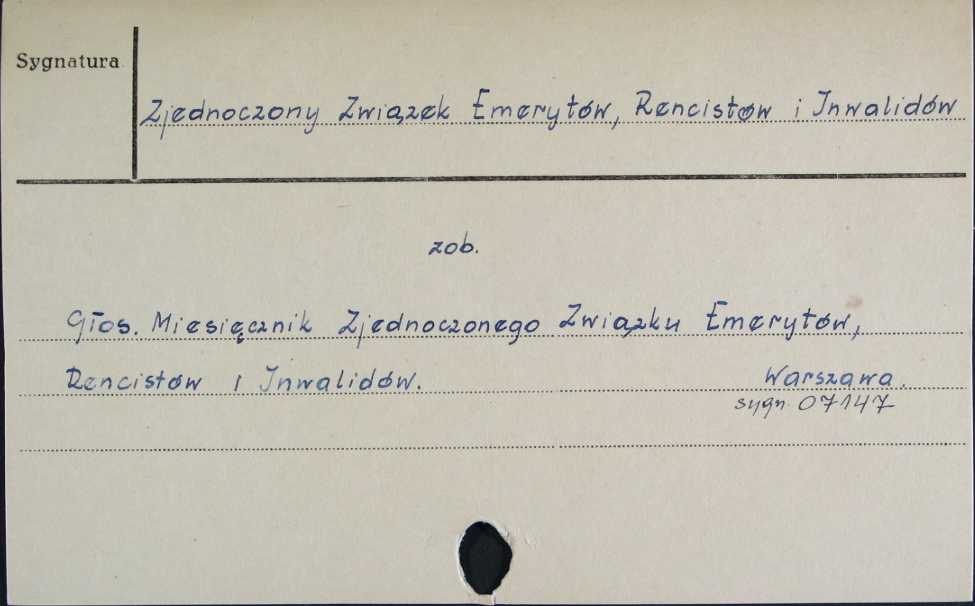 Sygnatura
Zjednoczony Związek Emerytów, Rencistów i Inwalidów
zob.
Głos. Miesięcznik Zjednoczonego Związku Emerytów,
Rencistów i Inwalidów. Warszawa.
sygn. 07147